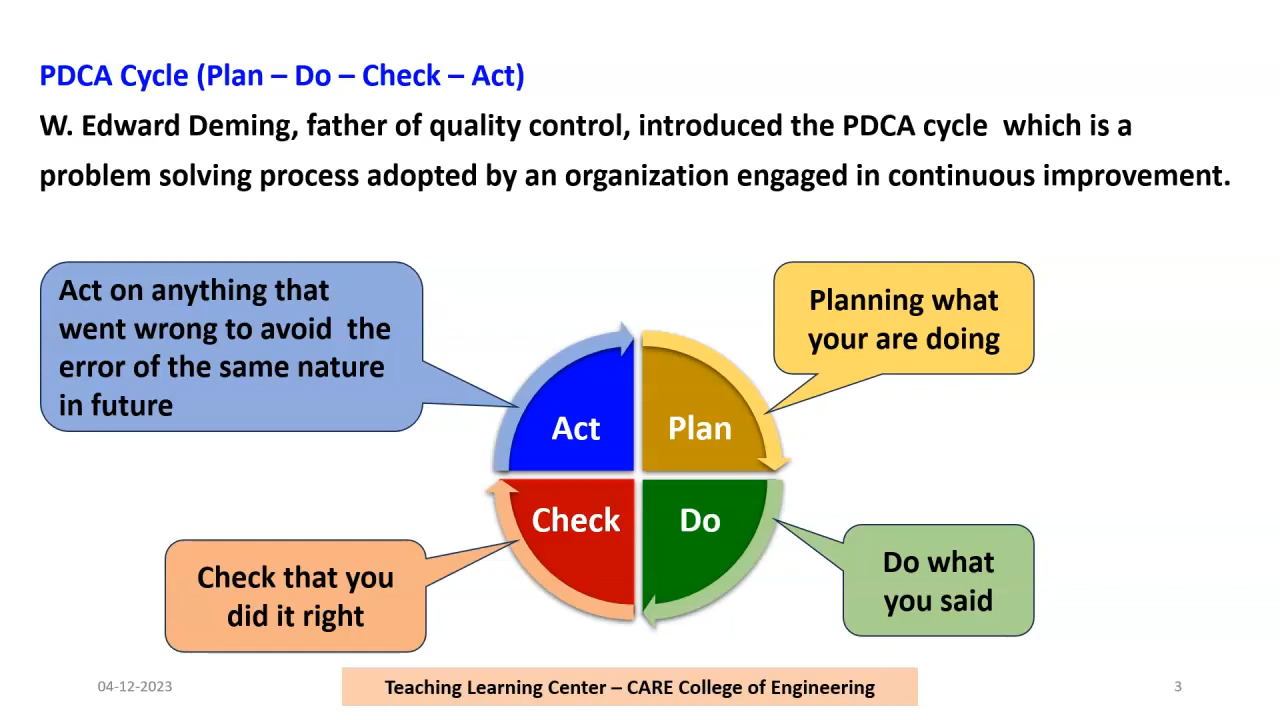 PDCA Cycle (Plan – Do – Check – Act)
W. Edward Deming, father of quality control, introduced the PDCA cycle  which is a
problem solving process adopted by an organization engaged in continuous improvement.
Act on anything that
went wrong to avoid  the
error of the same nature
in future
Planning what
your are doing
Act
Plan
Check
Do
Check that you
did it right
Do what
you said
04-12-2023
Teaching Learning Center – CARE College of Engineering
3